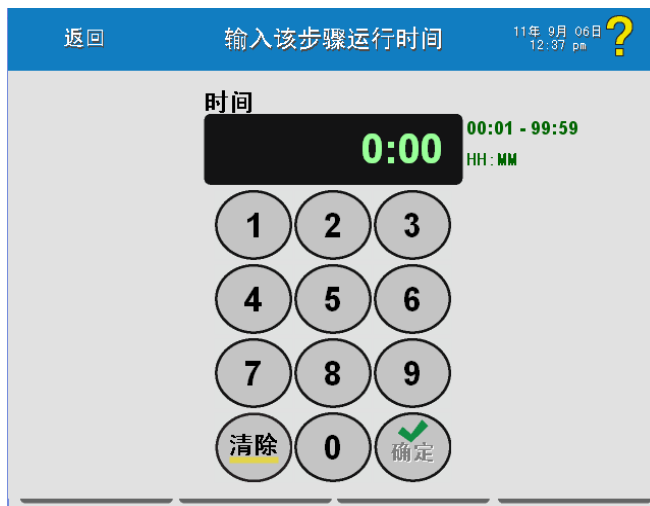 返回
输入该步骤运行时间
11年 9月 06日
12:37 pm
?
时间
0:00
00:01 - 99:59
HH:MM
1 2 3
4 5 6
7 8 9
清除 0 确定